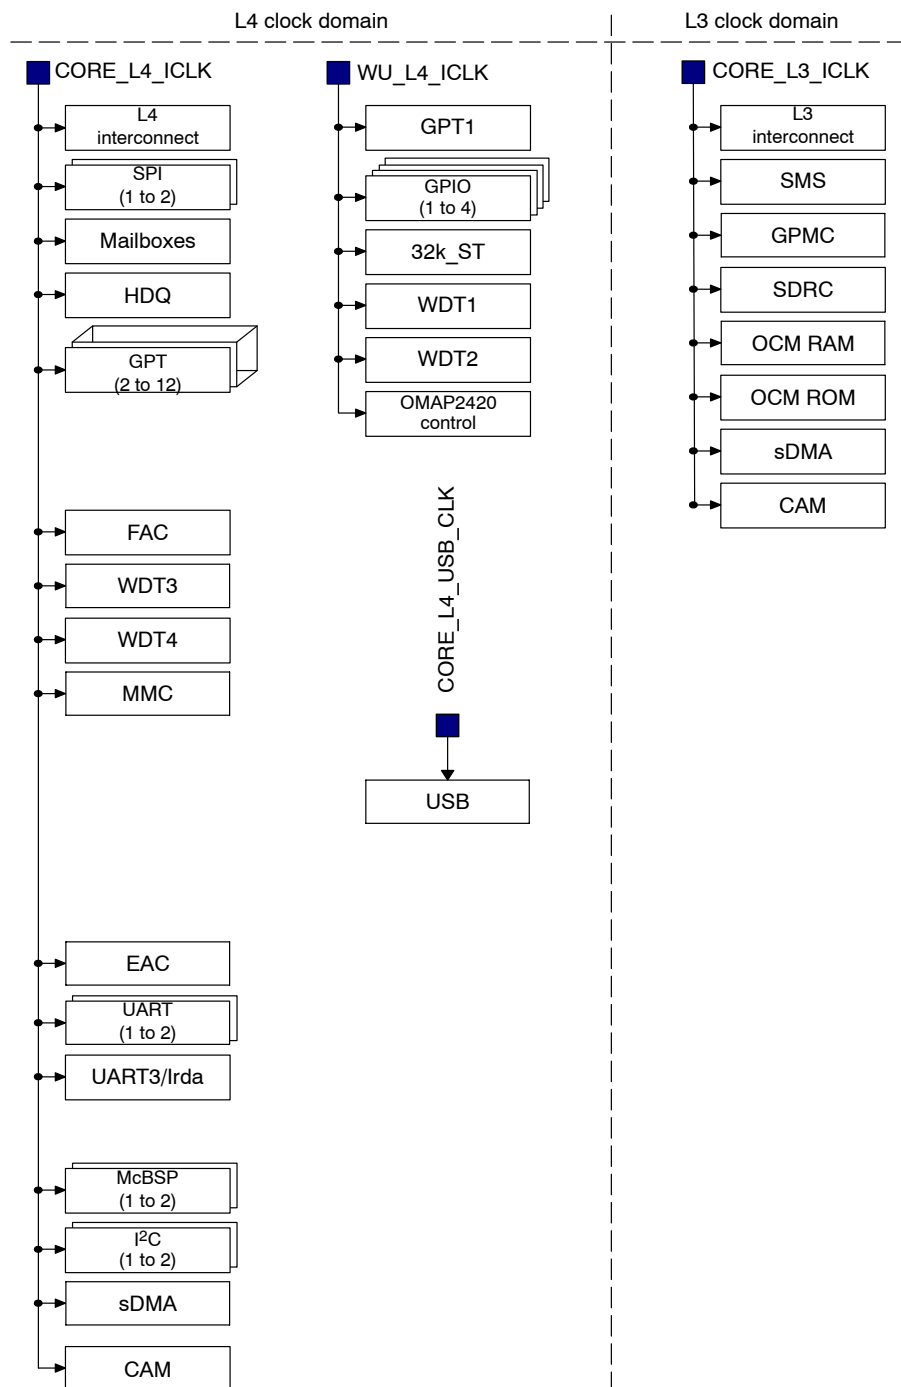 L4 clock domain
L3 clock domain
CORE_L4_ICLK
L4
interconnect
SPI
(1 to 2)
Mailboxes
HDQ
GPT
(2 to 12)
FAC
WDT3
WDT4
MMC
EAC
UART
(1 to 2)
UART3/Irda
McBSP
(1 to 2)
I²C
(1 to 2)
sDMA
CAM
WU_L4_ICLK
GPT1
GPIO
(1 to 4)
32k_ST
WDT1
WDT2
OMAP2420
control
CORE_L4_USB_CLK
USB
CORE_L3_ICLK
L3
interconnect
SMS
GPMC
SDRC
OCM RAM
OCM ROM
sDMA
CAM